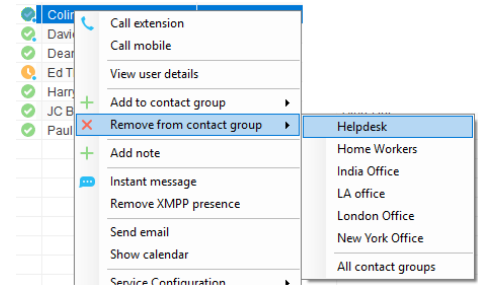 Colin
Call extension
Davi
Call mobile
Dear
View user details
Ed T
Harr
Add to contact group
JC B
Remove from contact group
Paul
Helpdesk
Add note
Home Workers
India Office
Instant message
LA office
Remove XMPP presence
London Office
Send email
New York Office
Show calendar
All contact groups
Service Configuration